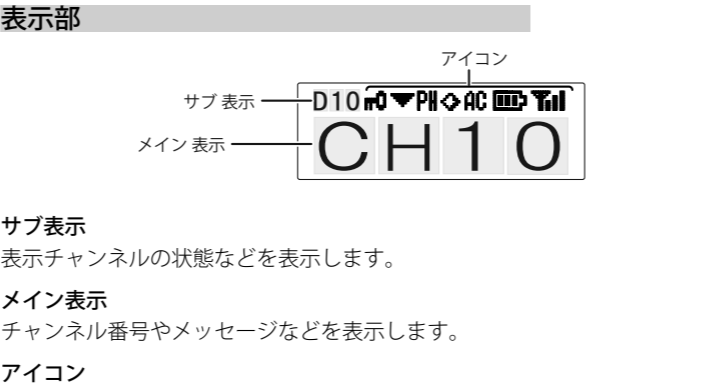 表示部
アイコン
サブ 表示
D10 PH AC
メイン 表示
CH10
サブ表示
表示チャンネルの状態などを表示します。
メイン表示
チャンネル番号やメッセージなどを表示します。
アイコン